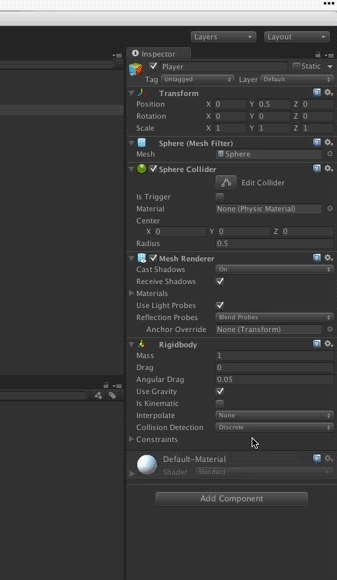 Layers Layout
Inspector
Player Static
Tag Untagged Layer Default
Transform
Position X 0 Y 0.5 Z 0
Rotation X 0 Y 0 Z 0
Scale X 1 Y 1 Z 1
Sphere (Mesh Filter)
Mesh Sphere
Sphere Collider
Edit Collider
Is Trigger
Material None (Physic Material)
Center
X 0 Y 0 Z 0
Radius 0.5
Mesh Renderer
Cast Shadows On
Receive Shadows
Materials
Use Light Probes
Reflection Probes Blend Probes
Anchor Override None (Transform)
Rigidbody
Mass 1
Drag 0
Angular Drag 0.05
Use Gravity
Is Kinematic
Interpolate None
Collision Detection Discrete
Constraints
Default-Material
Shader Standard
Add Component